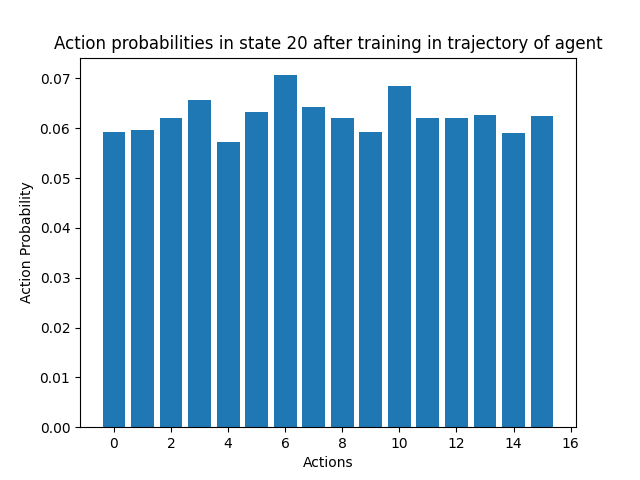 Action probabilities in state 20 after training in trajectory of agent
0.07
0.06
0.05
0.04
0.03
0.02
0.01
0.00
Action Probability
0 2 4 6 8 10 12 14 16
Actions